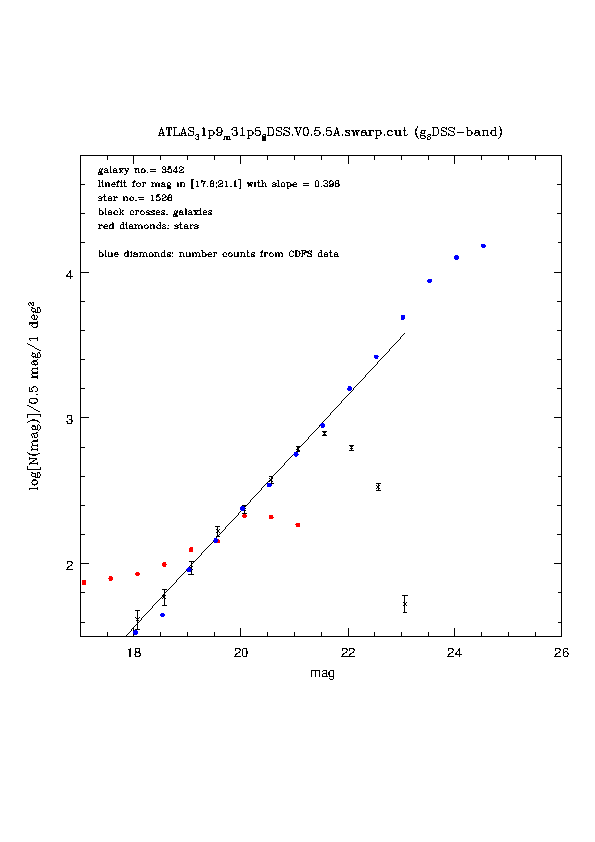 ATLAS_31p9_m31p5_gDSS.V0.5.5A.swarp.cut (g_SDSS-band)
galaxy no.= 3542
linefit for mag in [17.8;21.1] with slope = 0.398
star no.= 1526
black crosses: galaxies
red diamonds: stars
blue diamonds: number counts from CDFS data
log[N(mag)]/0.5 mag/1 deg²
4
3
2
18 20 22 24 26
mag